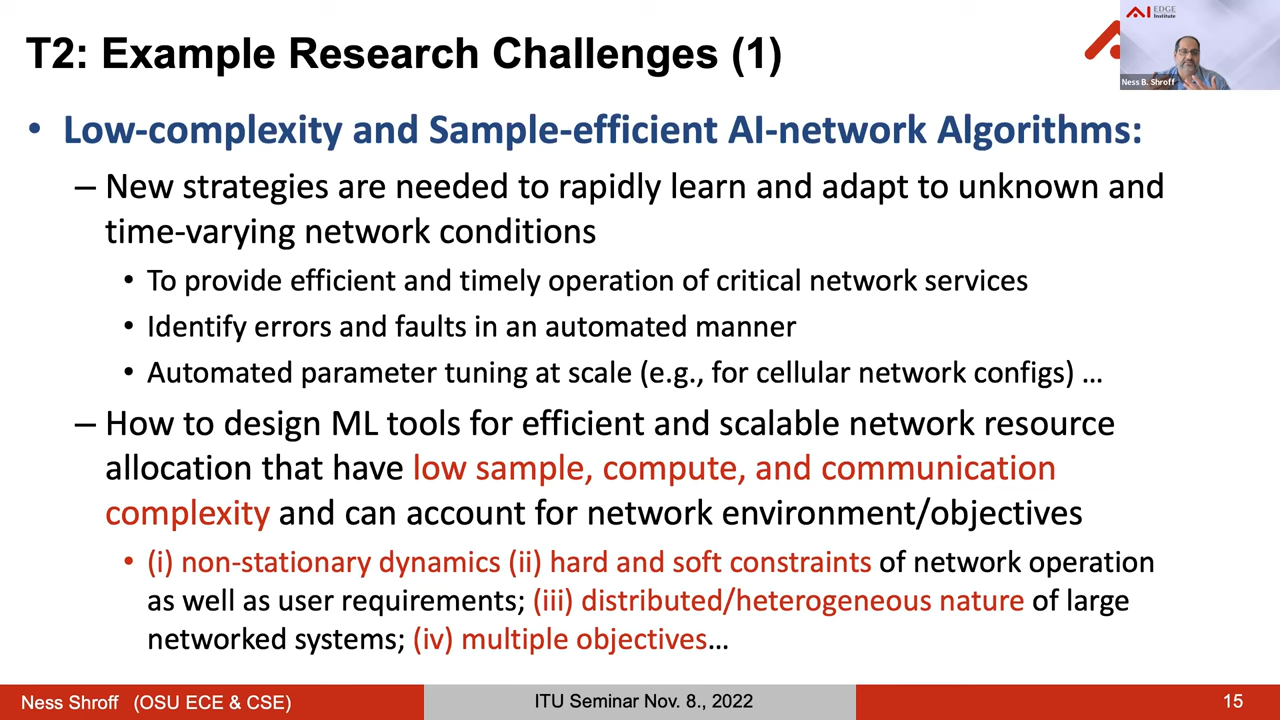 T2: Example Research Challenges (1)
AI EDGE
Institute
Ness B. Shroff
• Low-complexity and Sample-efficient AI-network Algorithms:
– New strategies are needed to rapidly learn and adapt to unknown and
time-varying network conditions
• To provide efficient and timely operation of critical network services
• Identify errors and faults in an automated manner
• Automated parameter tuning at scale (e.g., for cellular network configs) …
– How to design ML tools for efficient and scalable network resource
allocation that have low sample, compute, and communication
complexity and can account for network environment/objectives
• (i) non-stationary dynamics (ii) hard and soft constraints of network operation
as well as user requirements; (iii) distributed/heterogeneous nature of large
networked systems; (iv) multiple objectives…
Ness Shroff (OSU ECE & CSE)
ITU Seminar Nov. 8., 2022
15